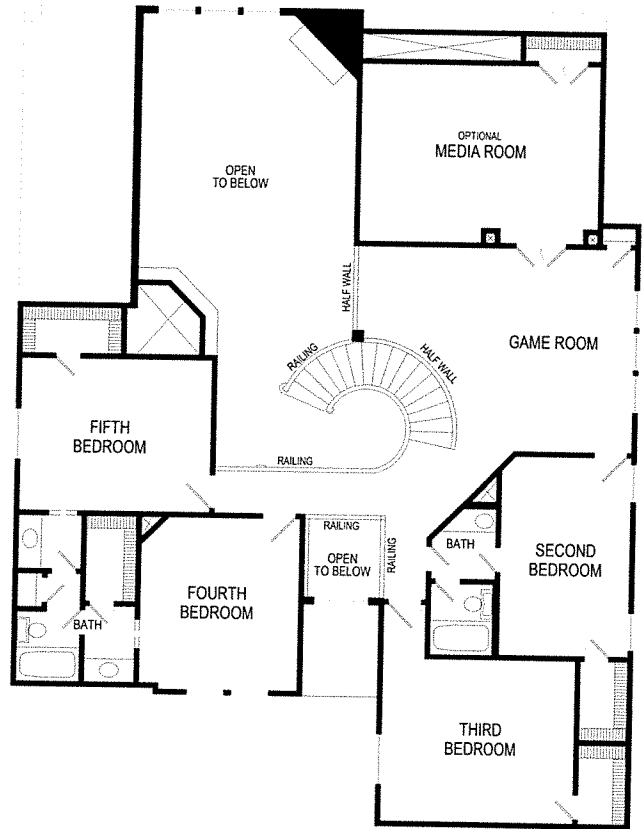 OPTIONAL
MEDIA ROOM
OPEN
TO BELOW
HALF WALL
GAME ROOM
RAILING
HALF WALL
FIFTH
BEDROOM
RAILING
RAILING
OPEN
TO BELOW
RAILING
BATH
SECOND
BEDROOM
FOURTH
BEDROOM
BATH
THIRD
BEDROOM